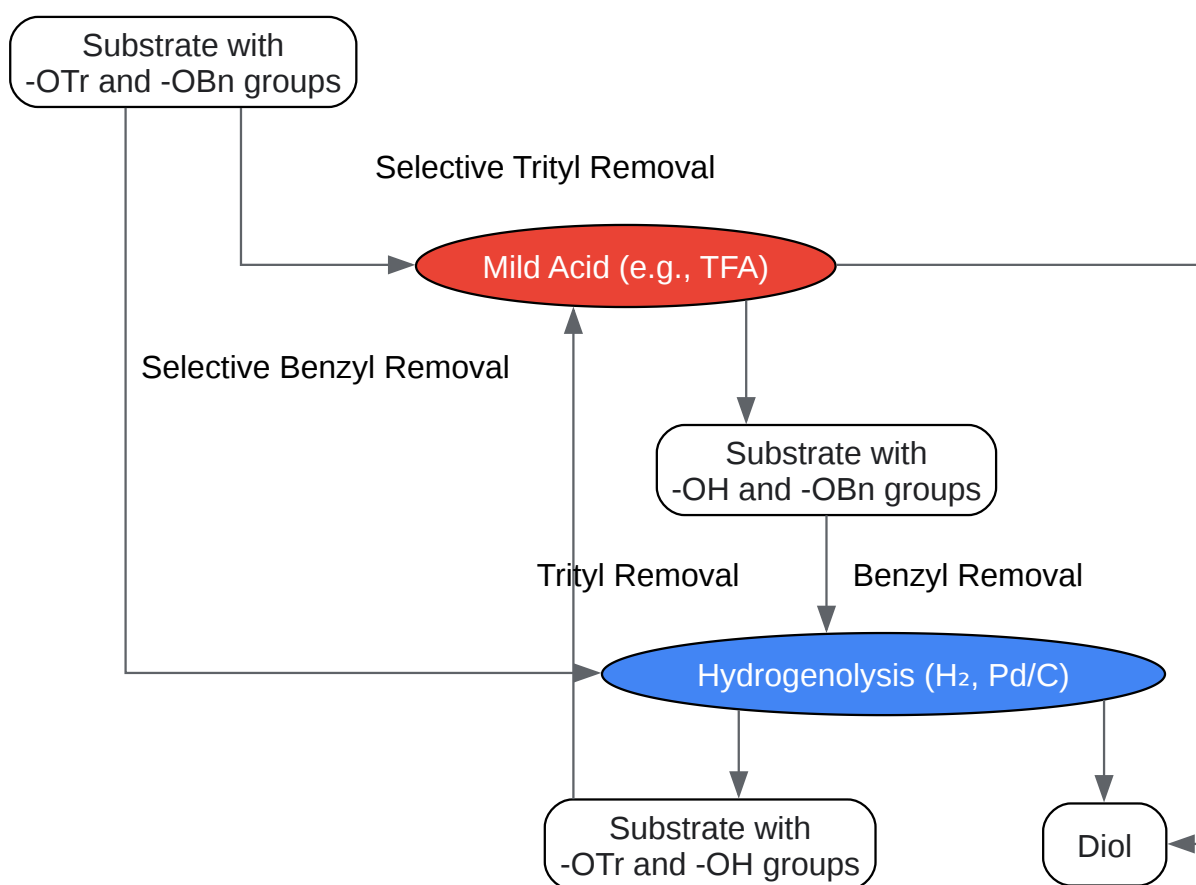 Substrate with
-OTr and -OBn groups
Selective Trityl Removal
Mild Acid (e.g., TFA)
Selective Benzyl Removal
Substrate with
-OH and -OBn groups
Trityl Removal
Benzyl Removal
Hydrogenolysis (H₂, Pd/C)
Substrate with
-OTr and -OH groups
Diol